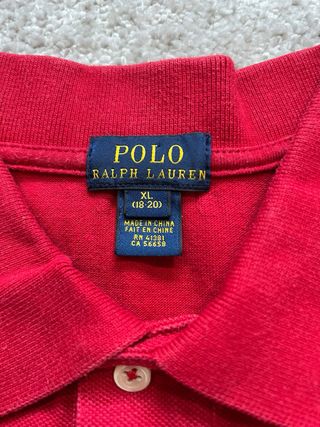 POLO
RALPH LAUREN
XL
(18-20)
MADE IN CHINA
FAIT EN CHINE
RN 41381
CA 56658